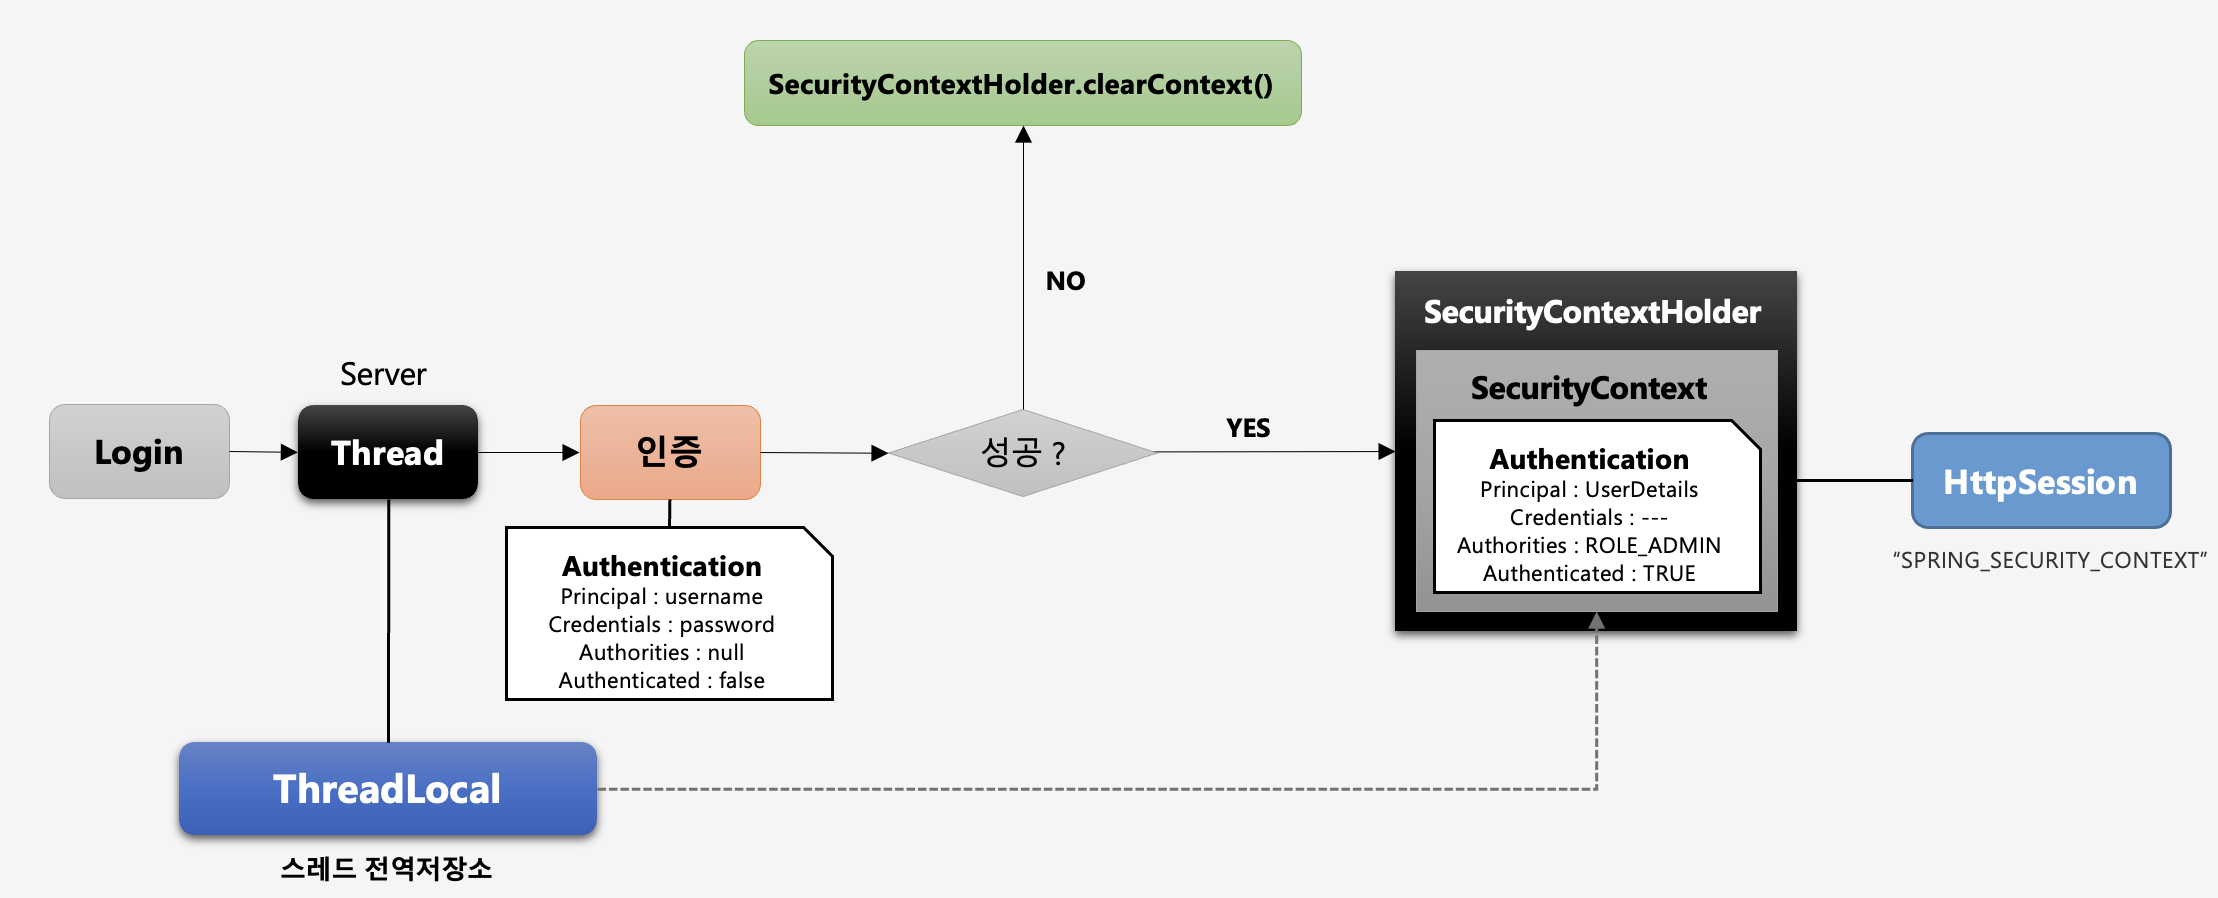 SecurityContextHolder.clearContext()
NO
Server
Login
Thread
인증
성공 ?
YES
SecurityContextHolder
SecurityContext
Authentication
Principal : UserDetails
Credentials : ---
Authorities : ROLE_ADMIN
Authenticated : TRUE
HttpSession
“SPRING_SECURITY_CONTEXT”
Authentication
Principal : username
Credentials : password
Authorities : null
Authenticated : false
ThreadLocal
스레드 전역저장소